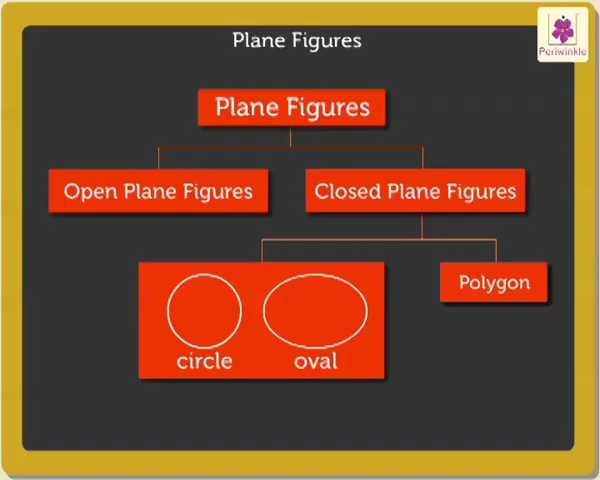 Plane Figures
Periwinkle
Plane Figures
Open Plane Figures
Closed Plane Figures
Polygon
circle
oval